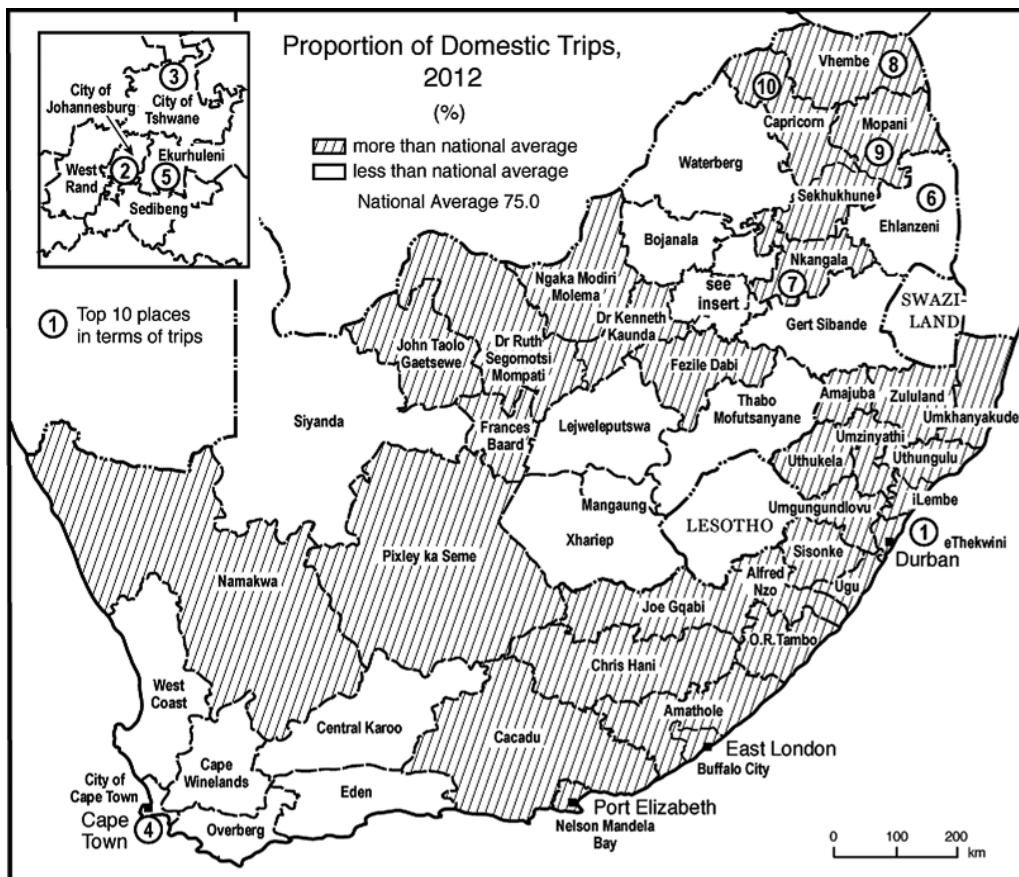 Proportion of Domestic Trips,
2012
(%)
more than national average
less than national average
National Average 75.0
3
City of
Johannesburg
City of
Tshwane
West
Rand
2
Ekurhuleni
5
Sedibeng
1
Top 10 places
in terms of trips
Vhembe
8
10
Capricorn
Mopani
9
Waterberg
Sekhukhune
6
Ehlanzeni
Bojanala
Nkangala
7
see
insert
Ngaka Modiri
Molema
Dr Kenneth
Kaunda
Gert Sibande
SWAZI-
LAND
John Taolo
Gaetsewe
Dr Ruth
Segomotsi
Mompati
Fezile Dabi
Thabo
Mofutsanyane
Amajuba
Zululand
Umkhanyakude
Siyanda
Frances
Baard
Lejweleputswa
Umzinyathi
Uthukela
Uthungulu
iLembe
Mangaung
Xhariep
LESOTHO
Umgungundlovu
1
eThekwini
Durban
Sisonke
Pixley ka Seme
Namakwa
Alfred
Nzo
Ugu
Joe Gqabi
O.R.Tambo
Chris Hani
West
Coast
Central Karoo
Cacadu
Amathole
East London
Buffalo City
Cape
Winelands
Eden
City of
Cape Town
Cape
Town
4
Overberg
Port Elizabeth
Nelson Mandela
Bay
0 100 200
km